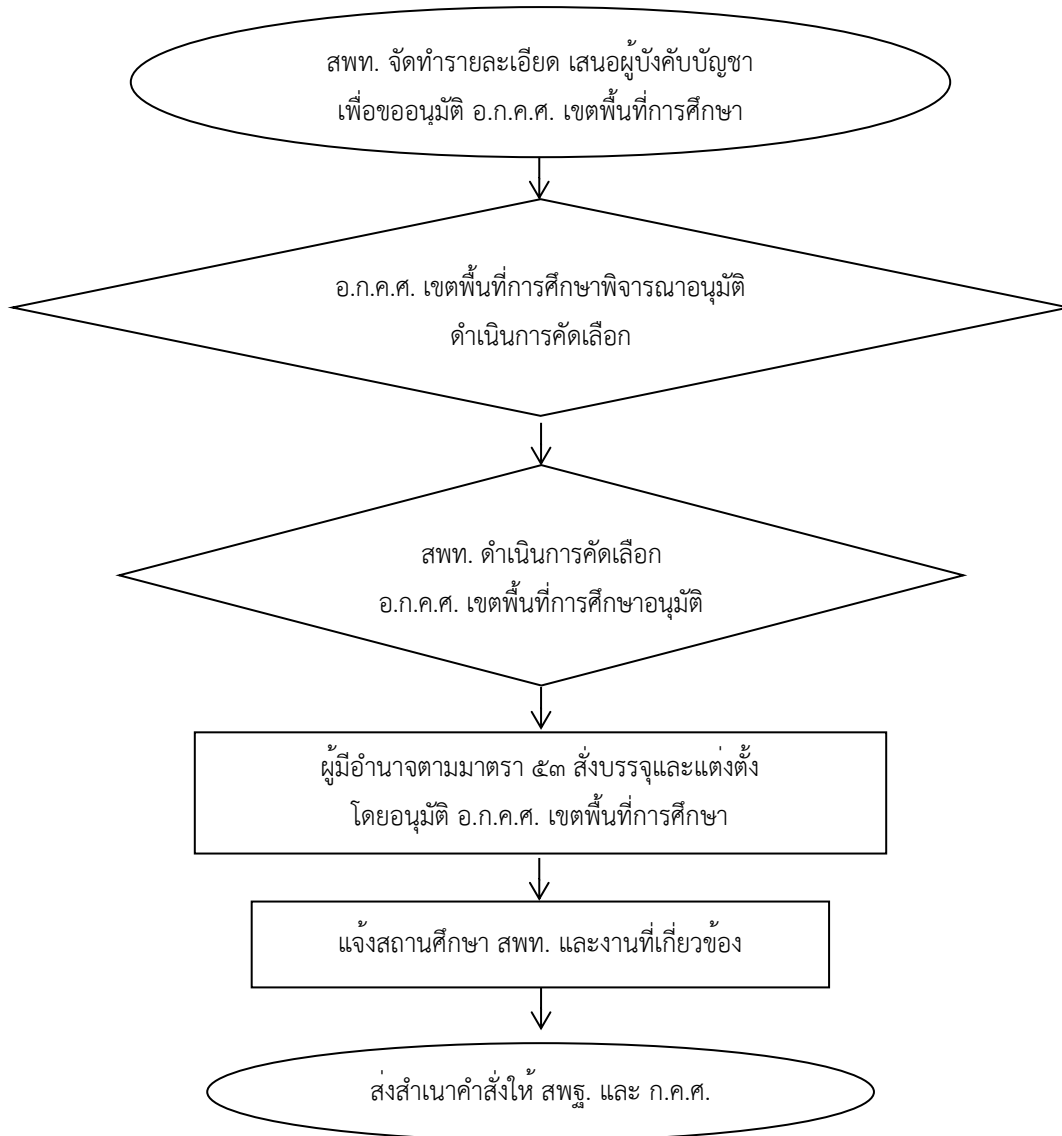 สพท. จัดทำรายละเอียด เสนอผู้บังคับบัญชา
เพื่อขออนุมัติ อ.ก.ค.ศ. เขตพื้นที่การศึกษา
อ.ก.ค.ศ. เขตพื้นที่การศึกษาพิจารณาอนุมัติ
ดำเนินการคัดเลือก
สพท. ดำเนินการคัดเลือก
อ.ก.ค.ศ. เขตพื้นที่การศึกษาอนุมัติ
ผู้มีอำนาจตามมาตรา ๕๓ สั่งบรรจุและแต่งตั้ง
โดยอนุมัติ อ.ก.ค.ศ. เขตพื้นที่การศึกษา
แจ้งสถานศึกษา สพท. และงานที่เกี่ยวข้อง
ส่งสำเนาคำสั่งให้ สพฐ. และ ก.ค.ศ.